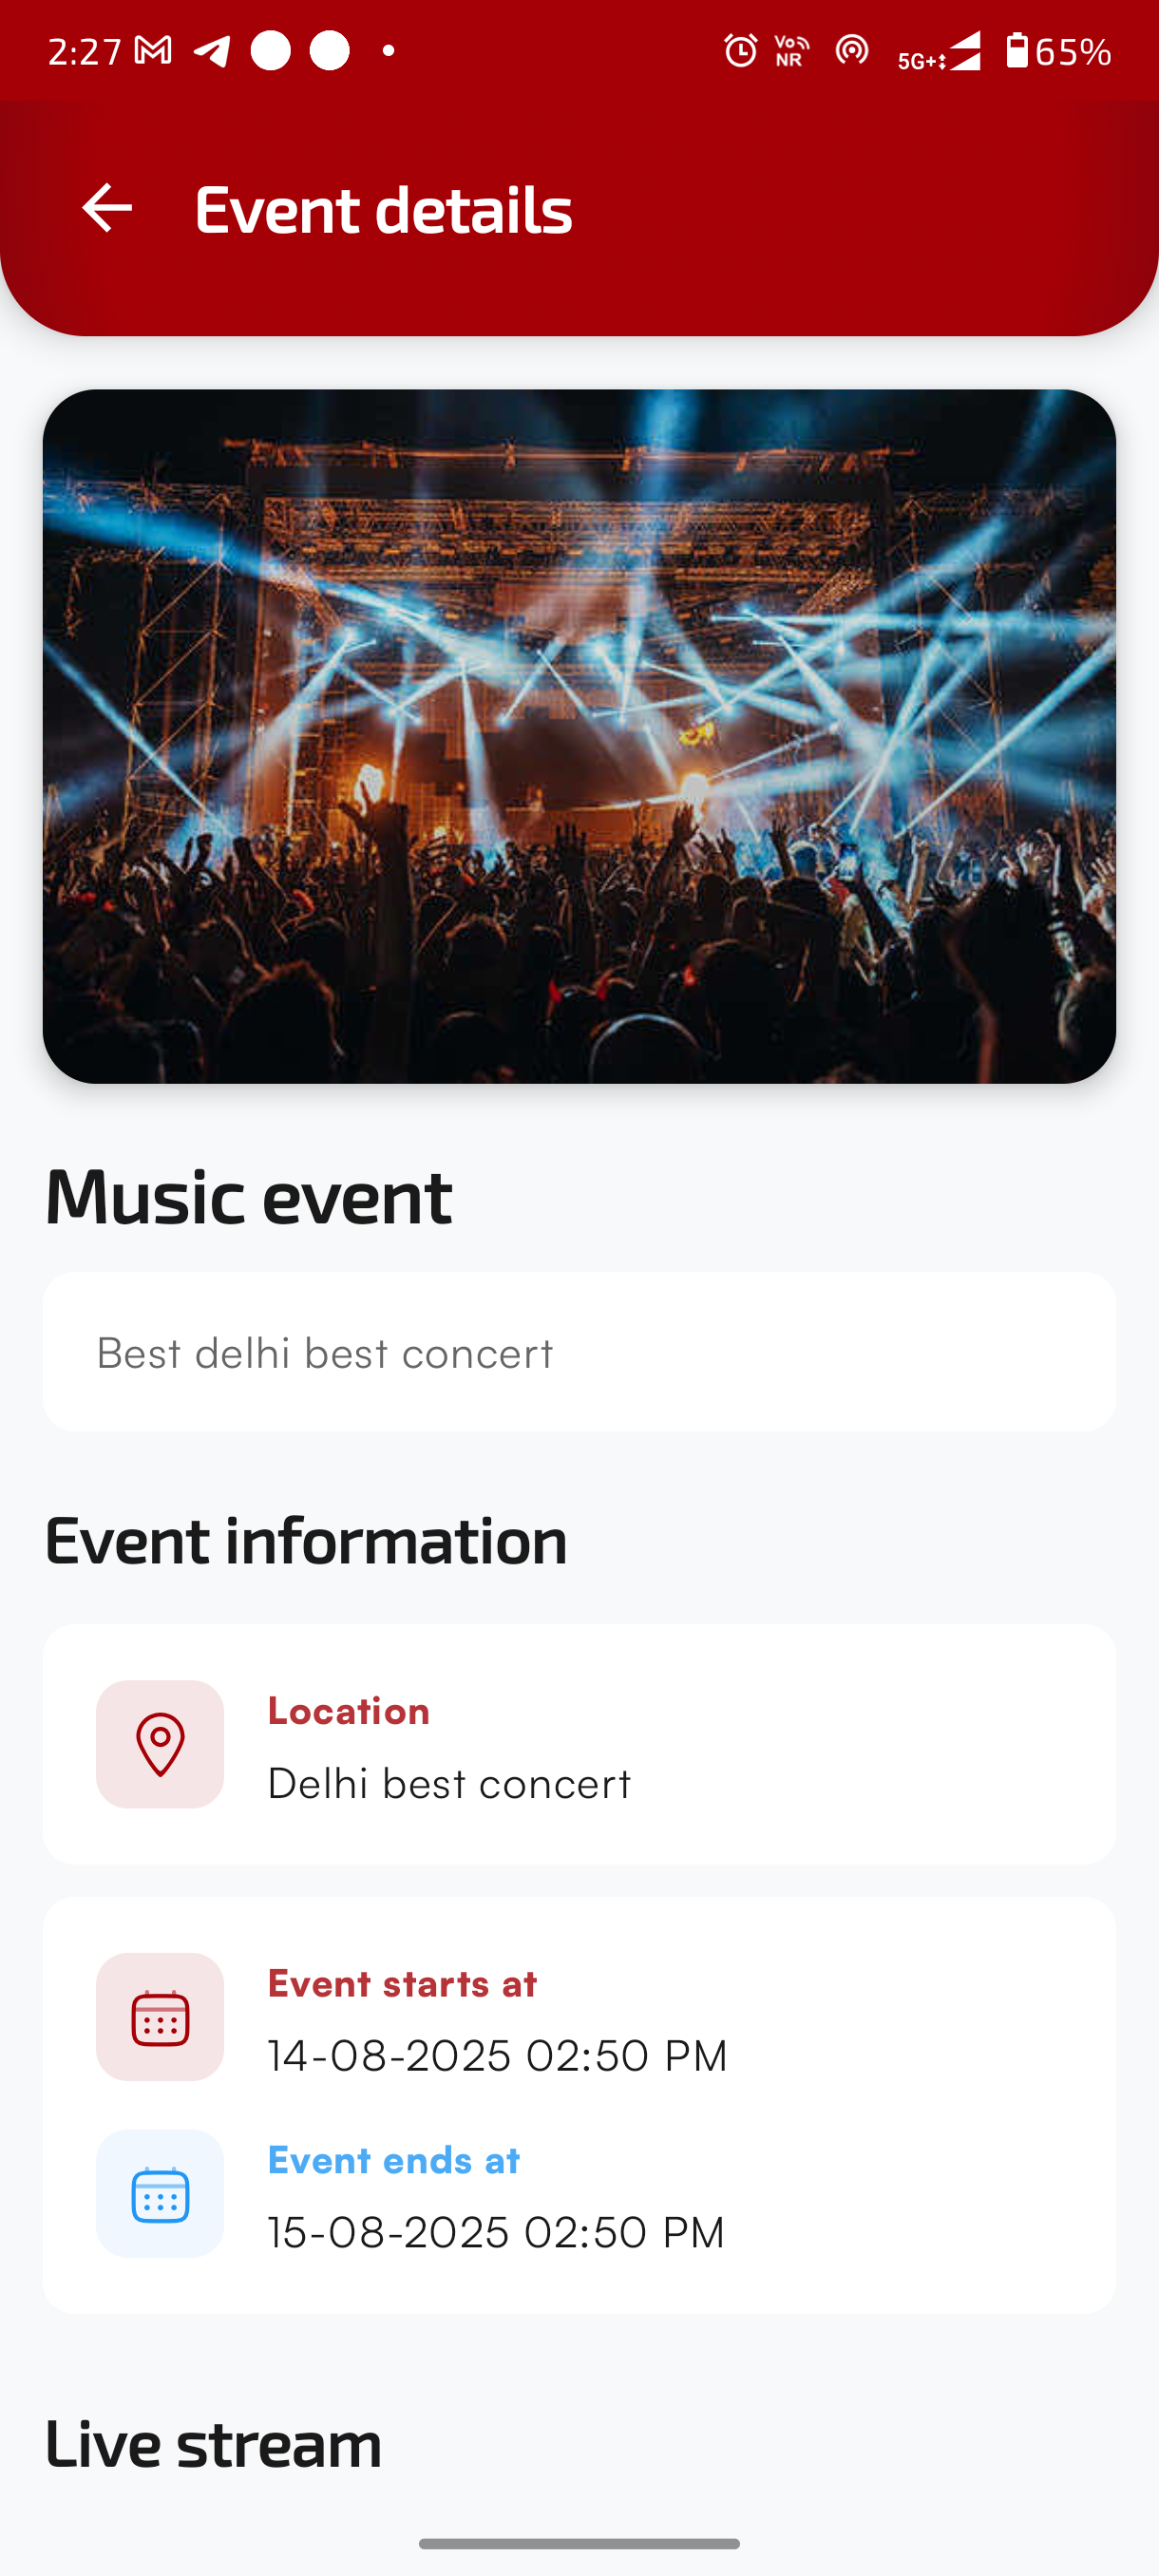 2:27
Vo NR
5G+
65%
Event details
Music event
Best delhi best concert
Event information
Location
Delhi best concert
Event starts at
14-08-2025 02:50 PM
Event ends at
15-08-2025 02:50 PM
Live stream